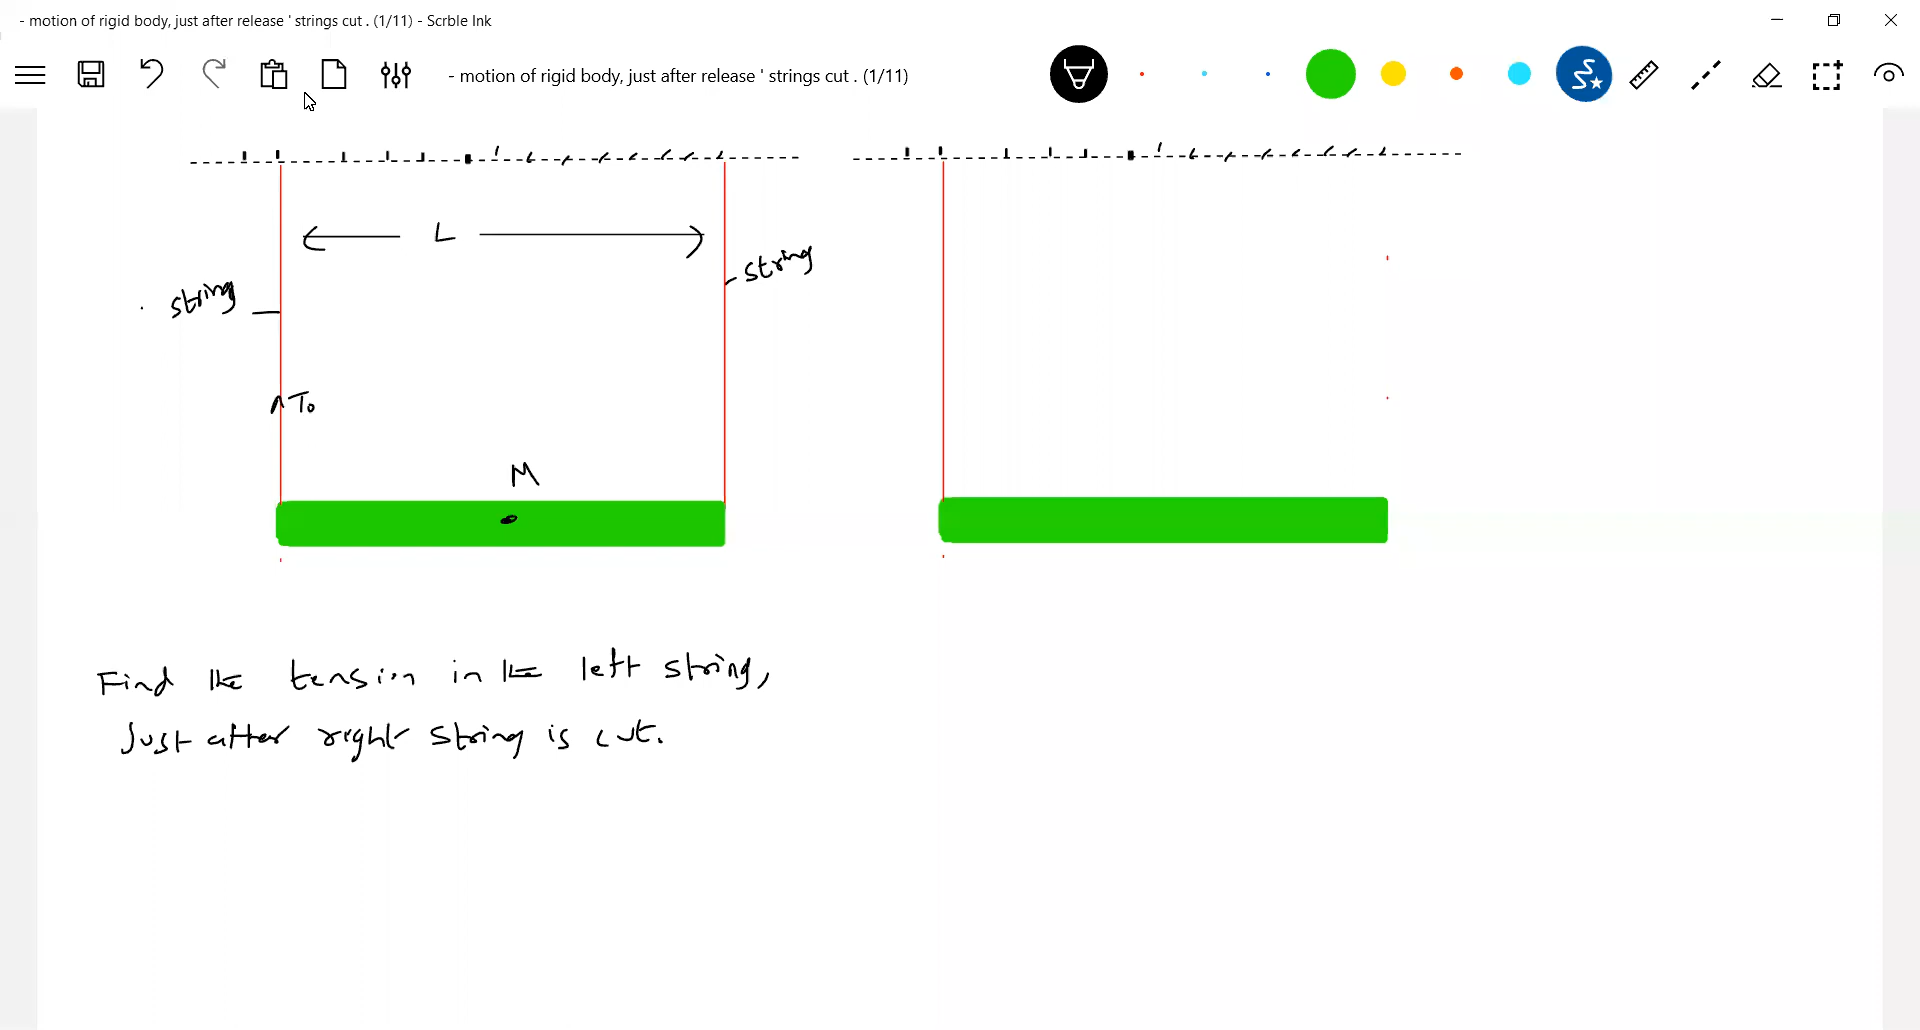 - motion of rigid body, just after release ' strings cut . (1/11) - Scrble Ink
- motion of rigid body, just after release ' strings cut . (1/11)
L
string
string
T₀
M
Find the tension in the left string,
Just after right string is cut.